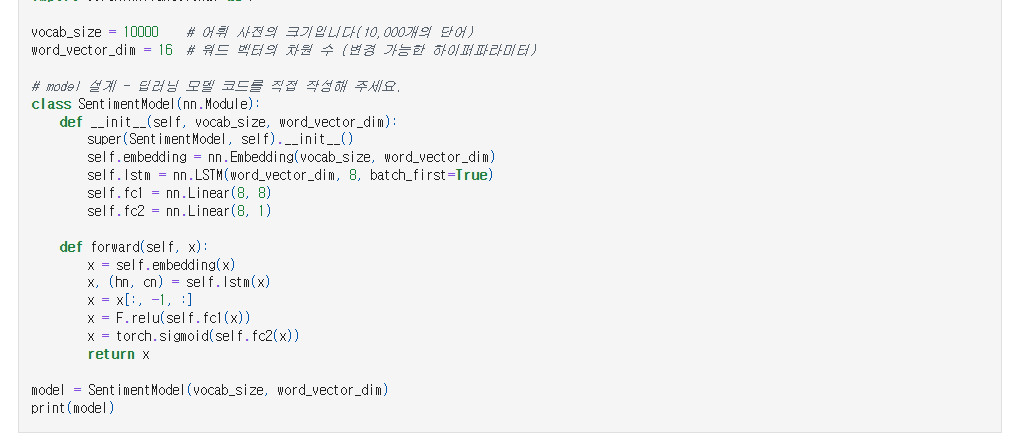 vocab_size = 10000    # 어휘 사전의 크기입니다(10,000개의 단어)
word_vector_dim = 16  # 워드 벡터의 차원 수 (변경 가능한 하이퍼파라미터)

# model 설계 - 딥러닝 모델 코드를 직접 작성해 주세요.
class SentimentModel(nn.Module):
    def __init__(self, vocab_size, word_vector_dim):
        super(SentimentModel, self).__init__()
        self.embedding = nn.Embedding(vocab_size, word_vector_dim)
        self.lstm = nn.LSTM(word_vector_dim, 8, batch_first=True)
        self.fc1 = nn.Linear(8, 8)
        self.fc2 = nn.Linear(8, 1)

    def forward(self, x):
        x = self.embedding(x)
        x, (hn, cn) = self.lstm(x)
        x = x[:, -1, :]
        x = F.relu(self.fc1(x))
        x = torch.sigmoid(self.fc2(x))
        return x

model = SentimentModel(vocab_size, word_vector_dim)
print(model)